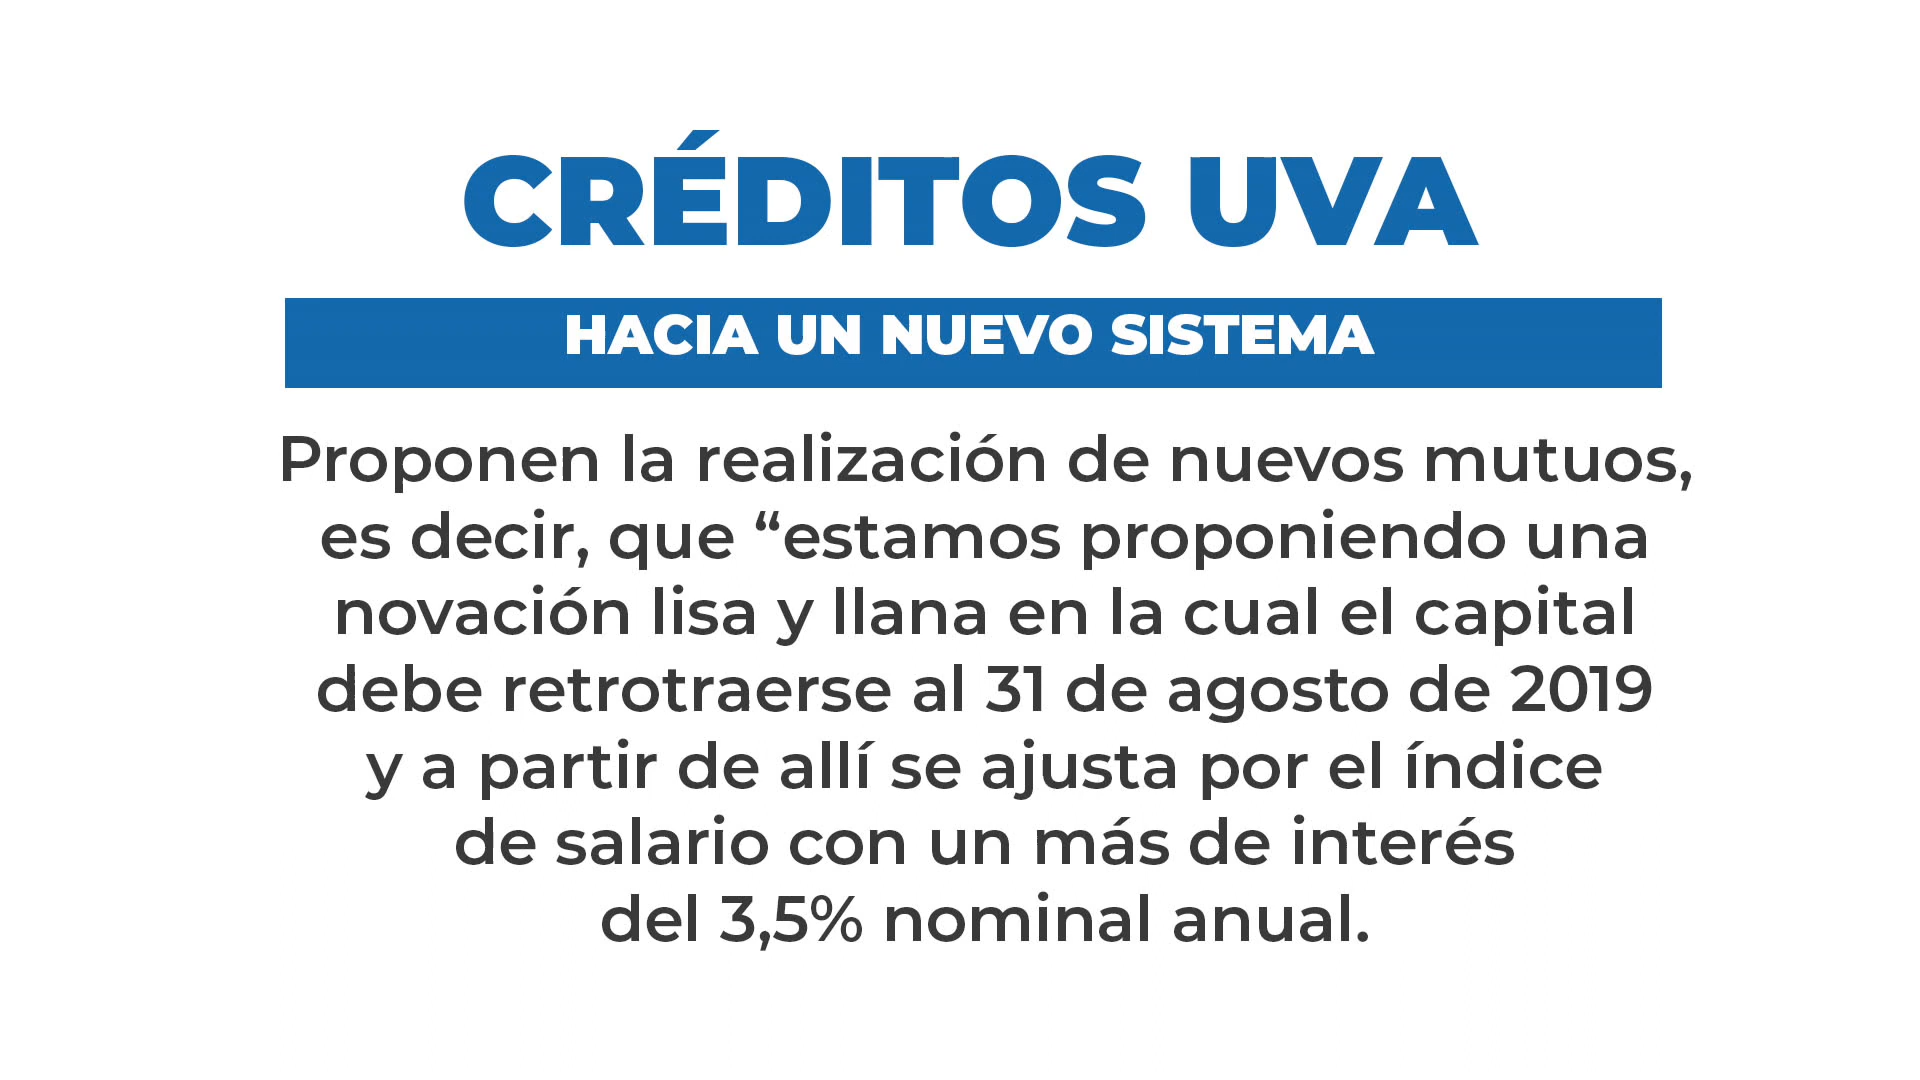 CRÉDITOS UVA
HACIA UN NUEVO SISTEMA
Proponen la realización de nuevos mutuos,
es decir, que “estamos proponiendo una
novación lisa y llana en la cual el capital
debe retrotraerse al 31 de agosto de 2019
y a partir de allí se ajusta por el índice
de salario con un más de interés
del 3,5% nominal anual.